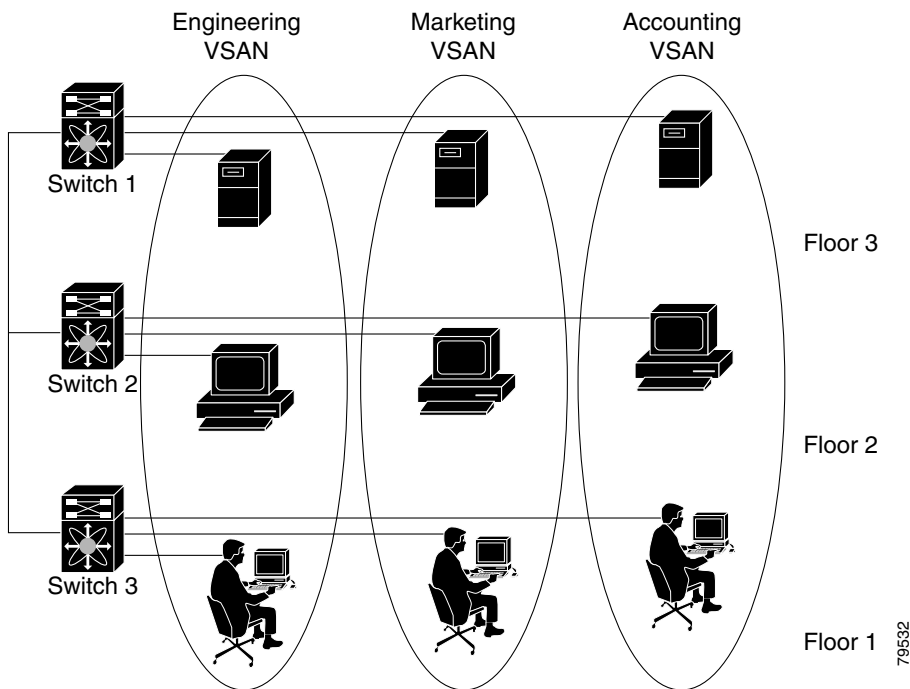 Engineering
VSAN
Marketing
VSAN
Accounting
VSAN
Switch 1
Floor 3
Switch 2
Floor 2
Switch 3
Floor 1
79532